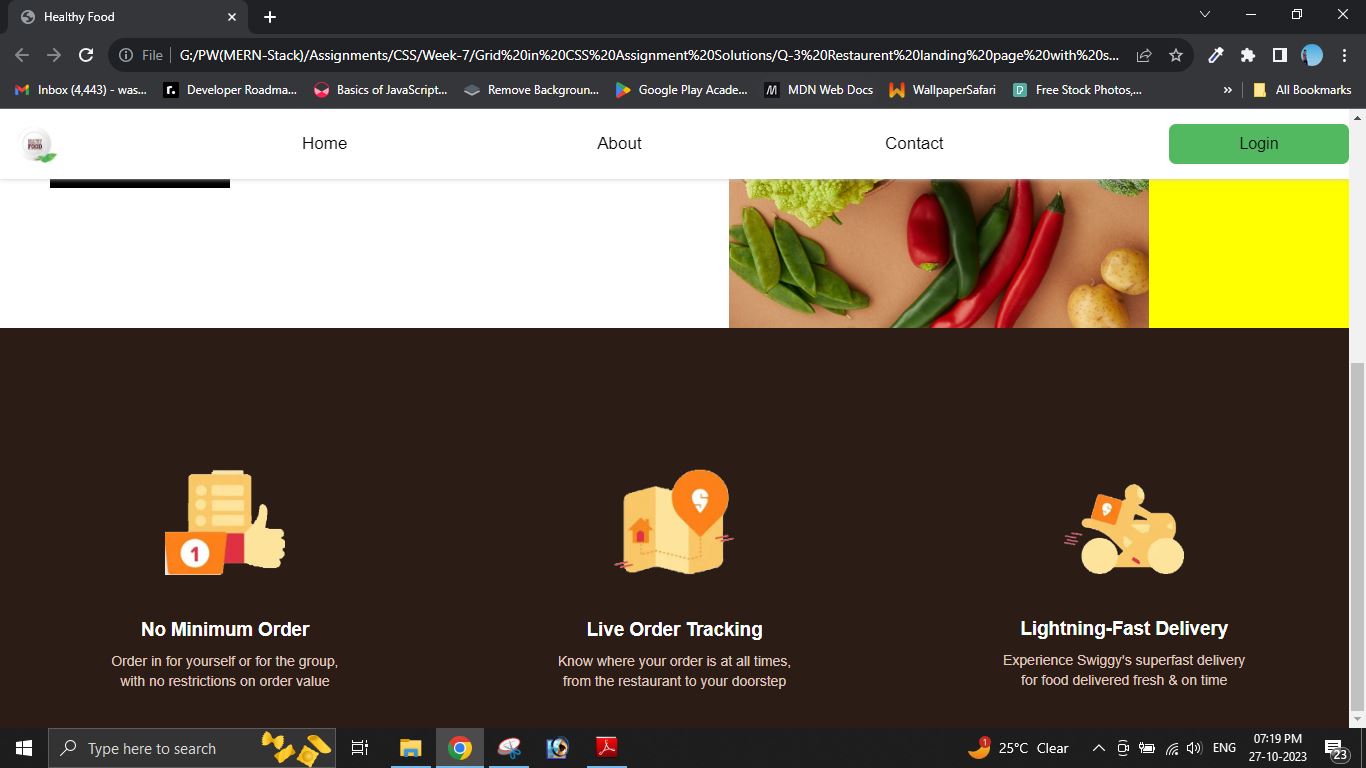 Healthy Food
File
G:/PW(MERN-Stack)/Assignments/CSS/Week-7/Grid%20in%20CSS%20Assignment%20Solutions/Q-3%20Restaurent%20landing%20page%20with%20s...
Inbox (4,443) - was...
r.
Developer Roadma...
Basics of JavaScript...
Remove Backgroun...
Google Play Acade...
M
MDN Web Docs
WallpaperSafari
Free Stock Photos,...
»
All Bookmarks
HEALTHY
FOOD
Home
About
Contact
Login
1
No Minimum Order
Order in for yourself or for the group,
with no restrictions on order value
Live Order Tracking
Know where your order is at all times,
from the restaurant to your doorstep
Lightning-Fast Delivery
Experience Swiggy's superfast delivery
for food delivered fresh & on time
Type here to search
1
25°C Clear
ENG
07:19 PM
27-10-2023
23